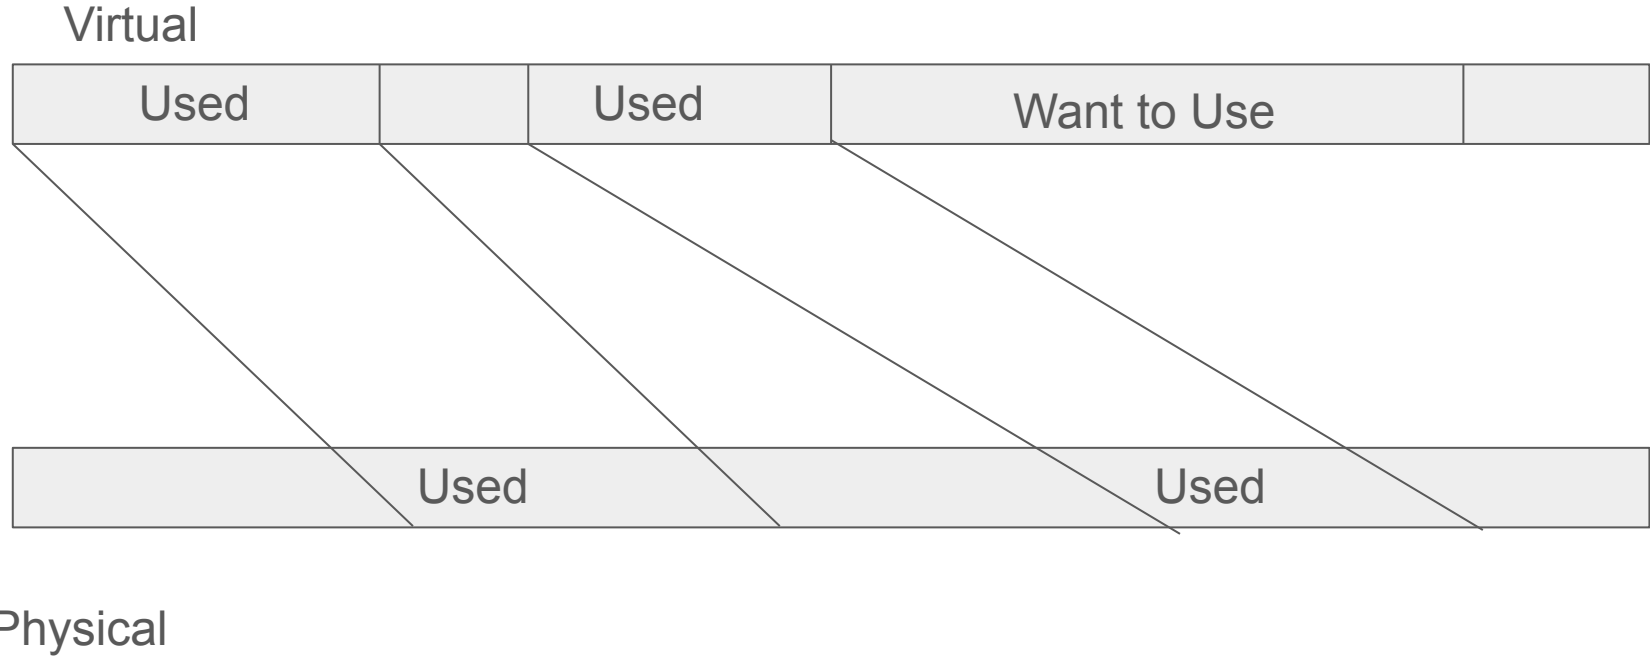 Virtual
Used Used Want to Use
Used Used
Physical